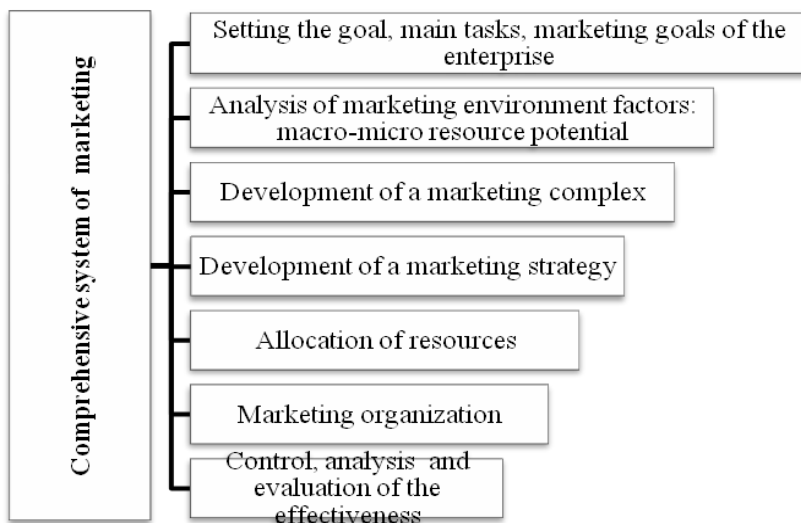 Comprehensive system of marketing
Setting the goal, main tasks, marketing goals of the
enterprise
Analysis of marketing environment factors:
macro-micro resource potential
Development of a marketing complex
Development of a marketing strategy
Allocation of resources
Marketing organization
Control, analysis and
evaluation of the
effectiveness